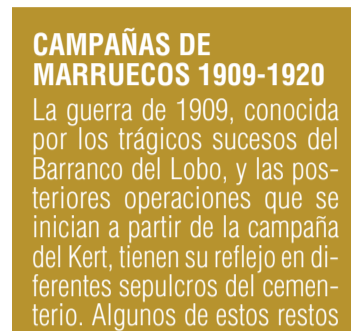 CAMPAÑAS DE
MARRUECOS 1909-1920
La guerra de 1909, conocida
por los trágicos sucesos del
Barranco del Lobo, y las pos-
teriores operaciones que se
inician a partir de la campaña
del Kert, tienen su reflejo en di-
ferentes sepulcros del cemen-
terio. Algunos de estos restos